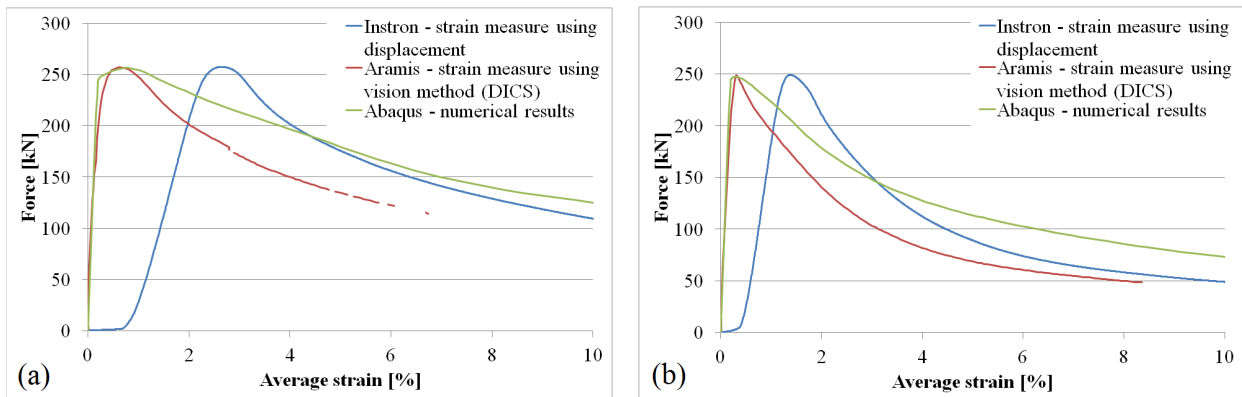 300
250
200
150
100
50
0
Force [kN]
Instron - strain measure using
displacement
Aramis - strain measure using
vision method (DICS)
Abaqus - numerical results
0 2 4 6 8 10
Average strain [%]
(a)
300
250
200
150
100
50
0
Force [kN]
Instron - strain measure using
displacement
Aramis - strain measure using
vision method (DICS)
Abaqus - numerical results
0 2 4 6 8 10
Average strain [%]
(b)